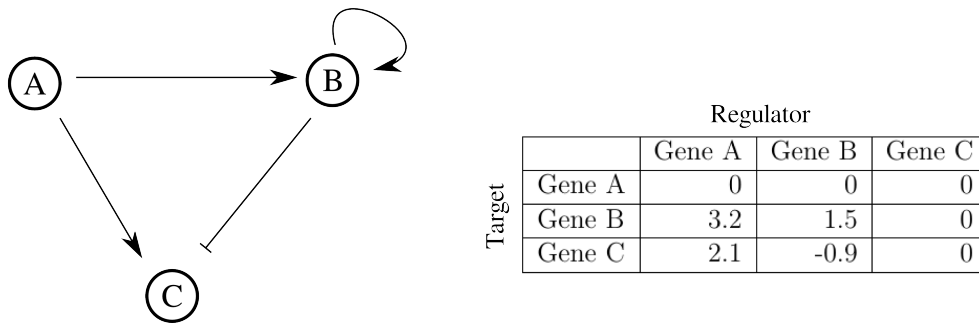 A
B
C
Regulator
Target
Gene A Gene B Gene C
Gene A 0 0 0
Gene B 3.2 1.5 0
Gene C 2.1 -0.9 0